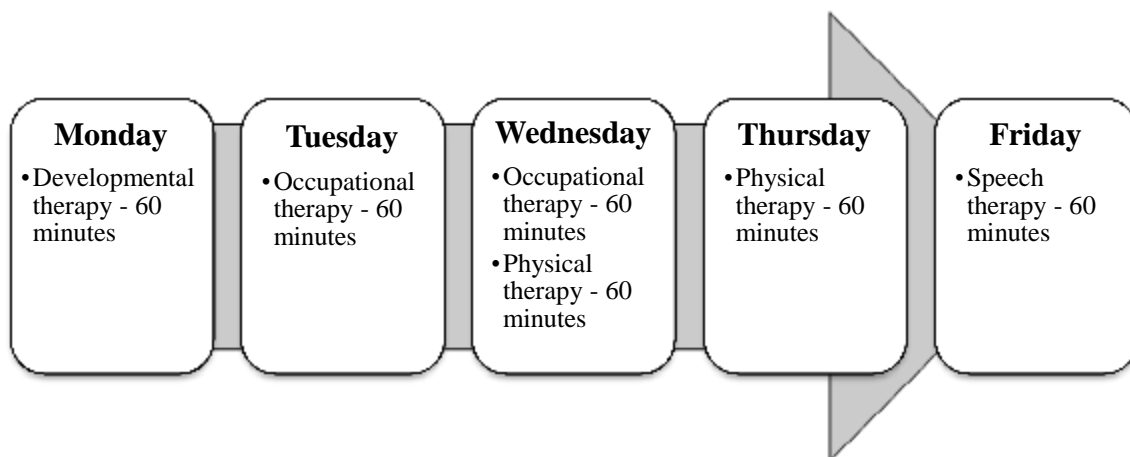 Monday
•Developmental
therapy - 60
minutes
Tuesday
•Occupational
therapy - 60
minutes
Wednesday
•Occupational
therapy - 60
minutes
•Physical
therapy - 60
minutes
Thursday
•Physical
therapy - 60
minutes
Friday
•Speech
therapy - 60
minutes